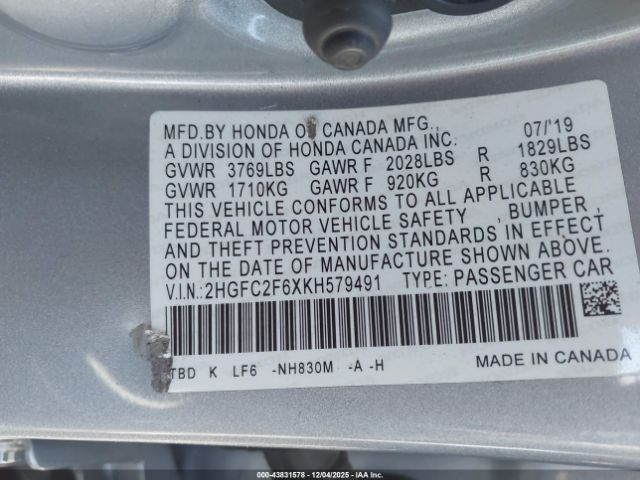 MFD.BY HONDA OF CANADA MFG., 07/'19
A DIVISION OF HONDA CANADA INC.
GVWR 3769LBS GAWR F 2028LBS R 1829LBS
GVWR 1710KG GAWR F 920KG R 830KG
THIS VEHICLE CONFORMS TO ALL APPLICABLE
FEDERAL MOTOR VEHICLE SAFETY , BUMPER ,
AND THEFT PREVENTION STANDARDS IN EFFECT
ON THE DATE OF MANUFACTURE SHOWN ABOVE.
V.I.N.:2HGFC2F6XKH579491 TYPE: PASSENGER CAR
TBD K LF6 -NH830M -A -H MADE IN CANADA
000-43831578 - 12/04/2025 - IAA Inc.